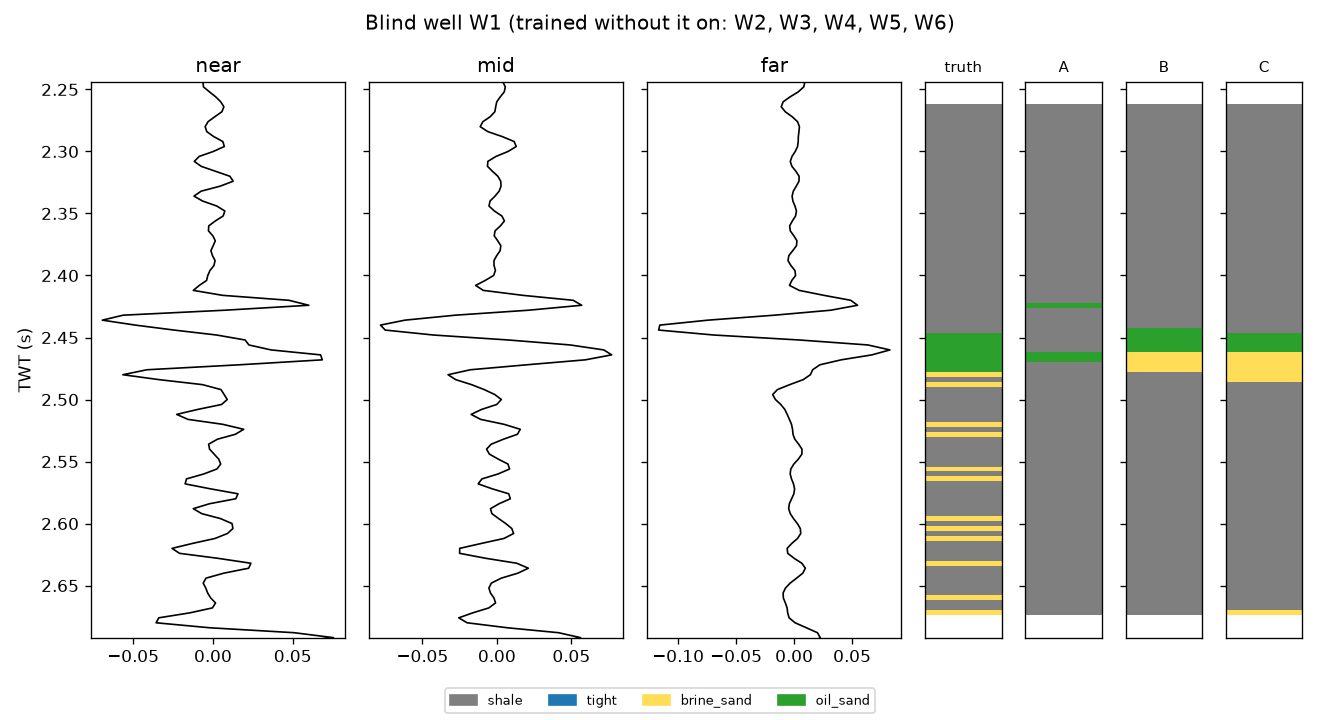 Blind well W1 (trained without it on: W2, W3, W4, W5, W6)
near mid far truth A B C
TWT (s)
2.25
2.30
2.35
2.40
2.45
2.50
2.55
2.60
2.65
−0.05 0.00 0.05 −0.05 0.00 0.05 −0.10 −0.05 0.00 0.05
shale tight brine_sand oil_sand